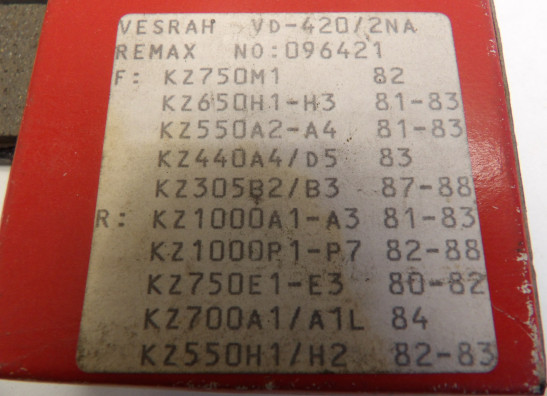 VESRAH VD-420/2NA
REMAX NO:096421
F: KZ750M1 82
KZ650H1-H3 81-83
KZ550A2-A4 81-83
KZ440A4/D5 83
KZ305B2/B3 87-88
R: KZ1000A1-A3 81-83
KZ1000P1-P7 82-88
KZ750E1-E3 80-82
KZ700A1/A1L 84
KZ550H1/H2 82-83